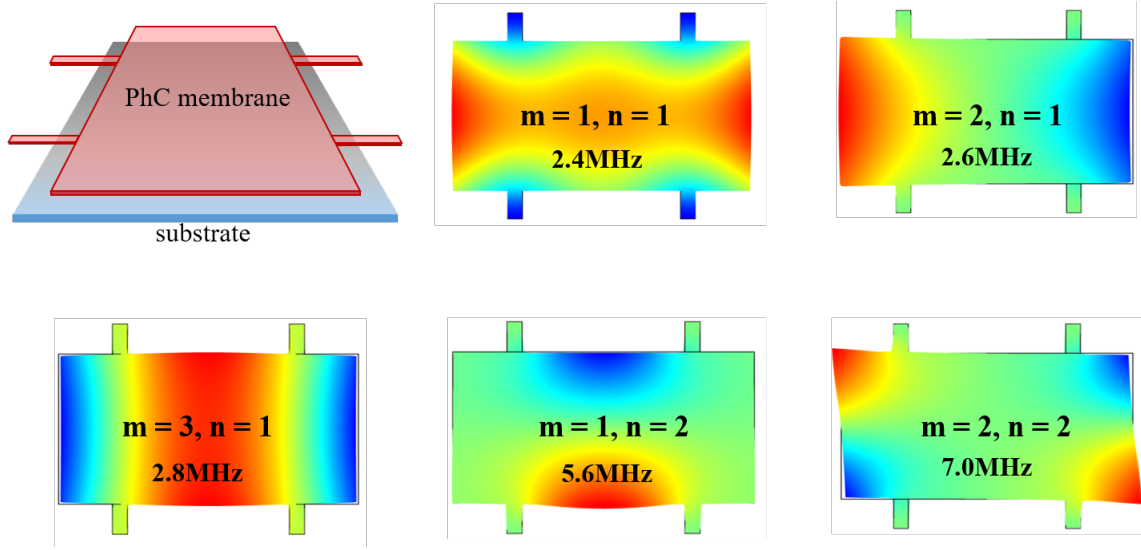 PhC membrane
substrate
m = 1, n = 1
2.4MHz
m = 2, n = 1
2.6MHz
m = 3, n = 1
2.8MHz
m = 1, n = 2
5.6MHz
m = 2, n = 2
7.0MHz